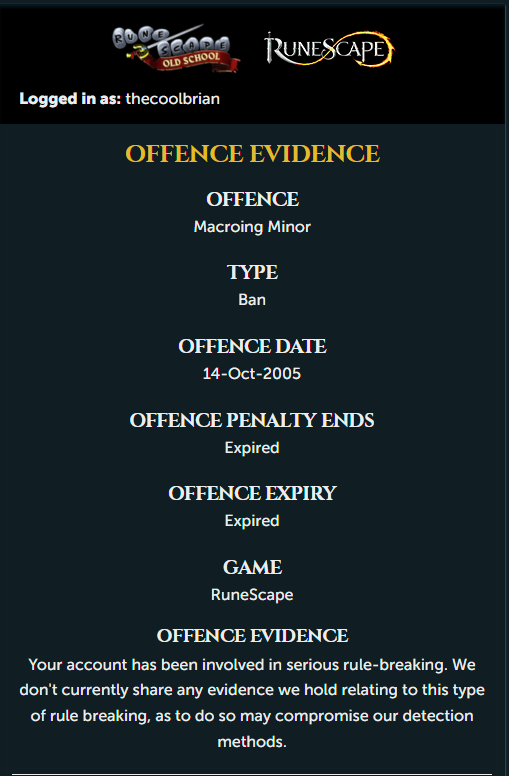 RUNE
SCAPE
OLD SCHOOL
RUNESCAPE
Logged in as: thecoolbrian
OFFENCE EVIDENCE
OFFENCE
Macroing Minor
TYPE
Ban
OFFENCE DATE
14-Oct-2005
OFFENCE PENALTY ENDS
Expired
OFFENCE EXPIRY
Expired
GAME
RuneScape
OFFENCE EVIDENCE
Your account has been involved in serious rule-breaking. We
don't currently share any evidence we hold relating to this type
of rule breaking, as to do so may compromise our detection
methods.